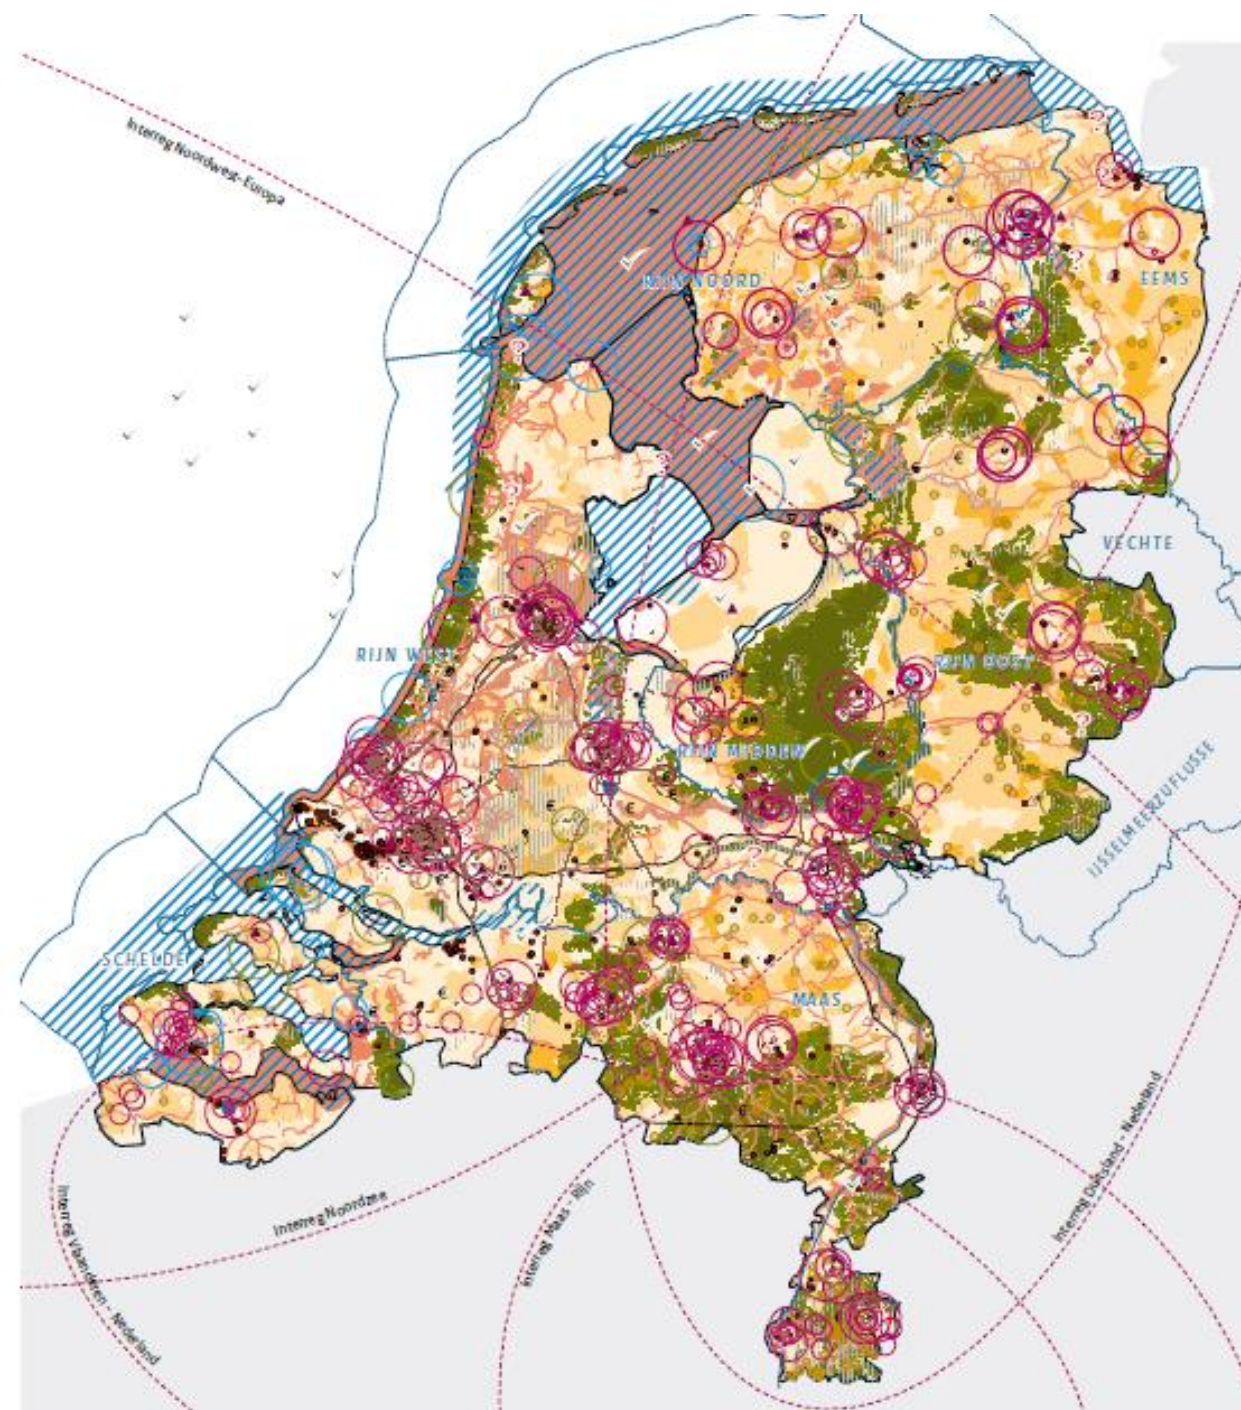 Interreg Noordwest-Europa
RIJN NOORD
EEMS
VECHTE
RIJN WEST
RIJN OOST
RIJN MIDDEN
IJSSELMEERZUFLUSSE
SCHELDE
MAAS
Interreg Vlaanderen - Nederland
Interreg Noordzee
Interreg Maas - Rijn
Interreg Duitsland - Nederland